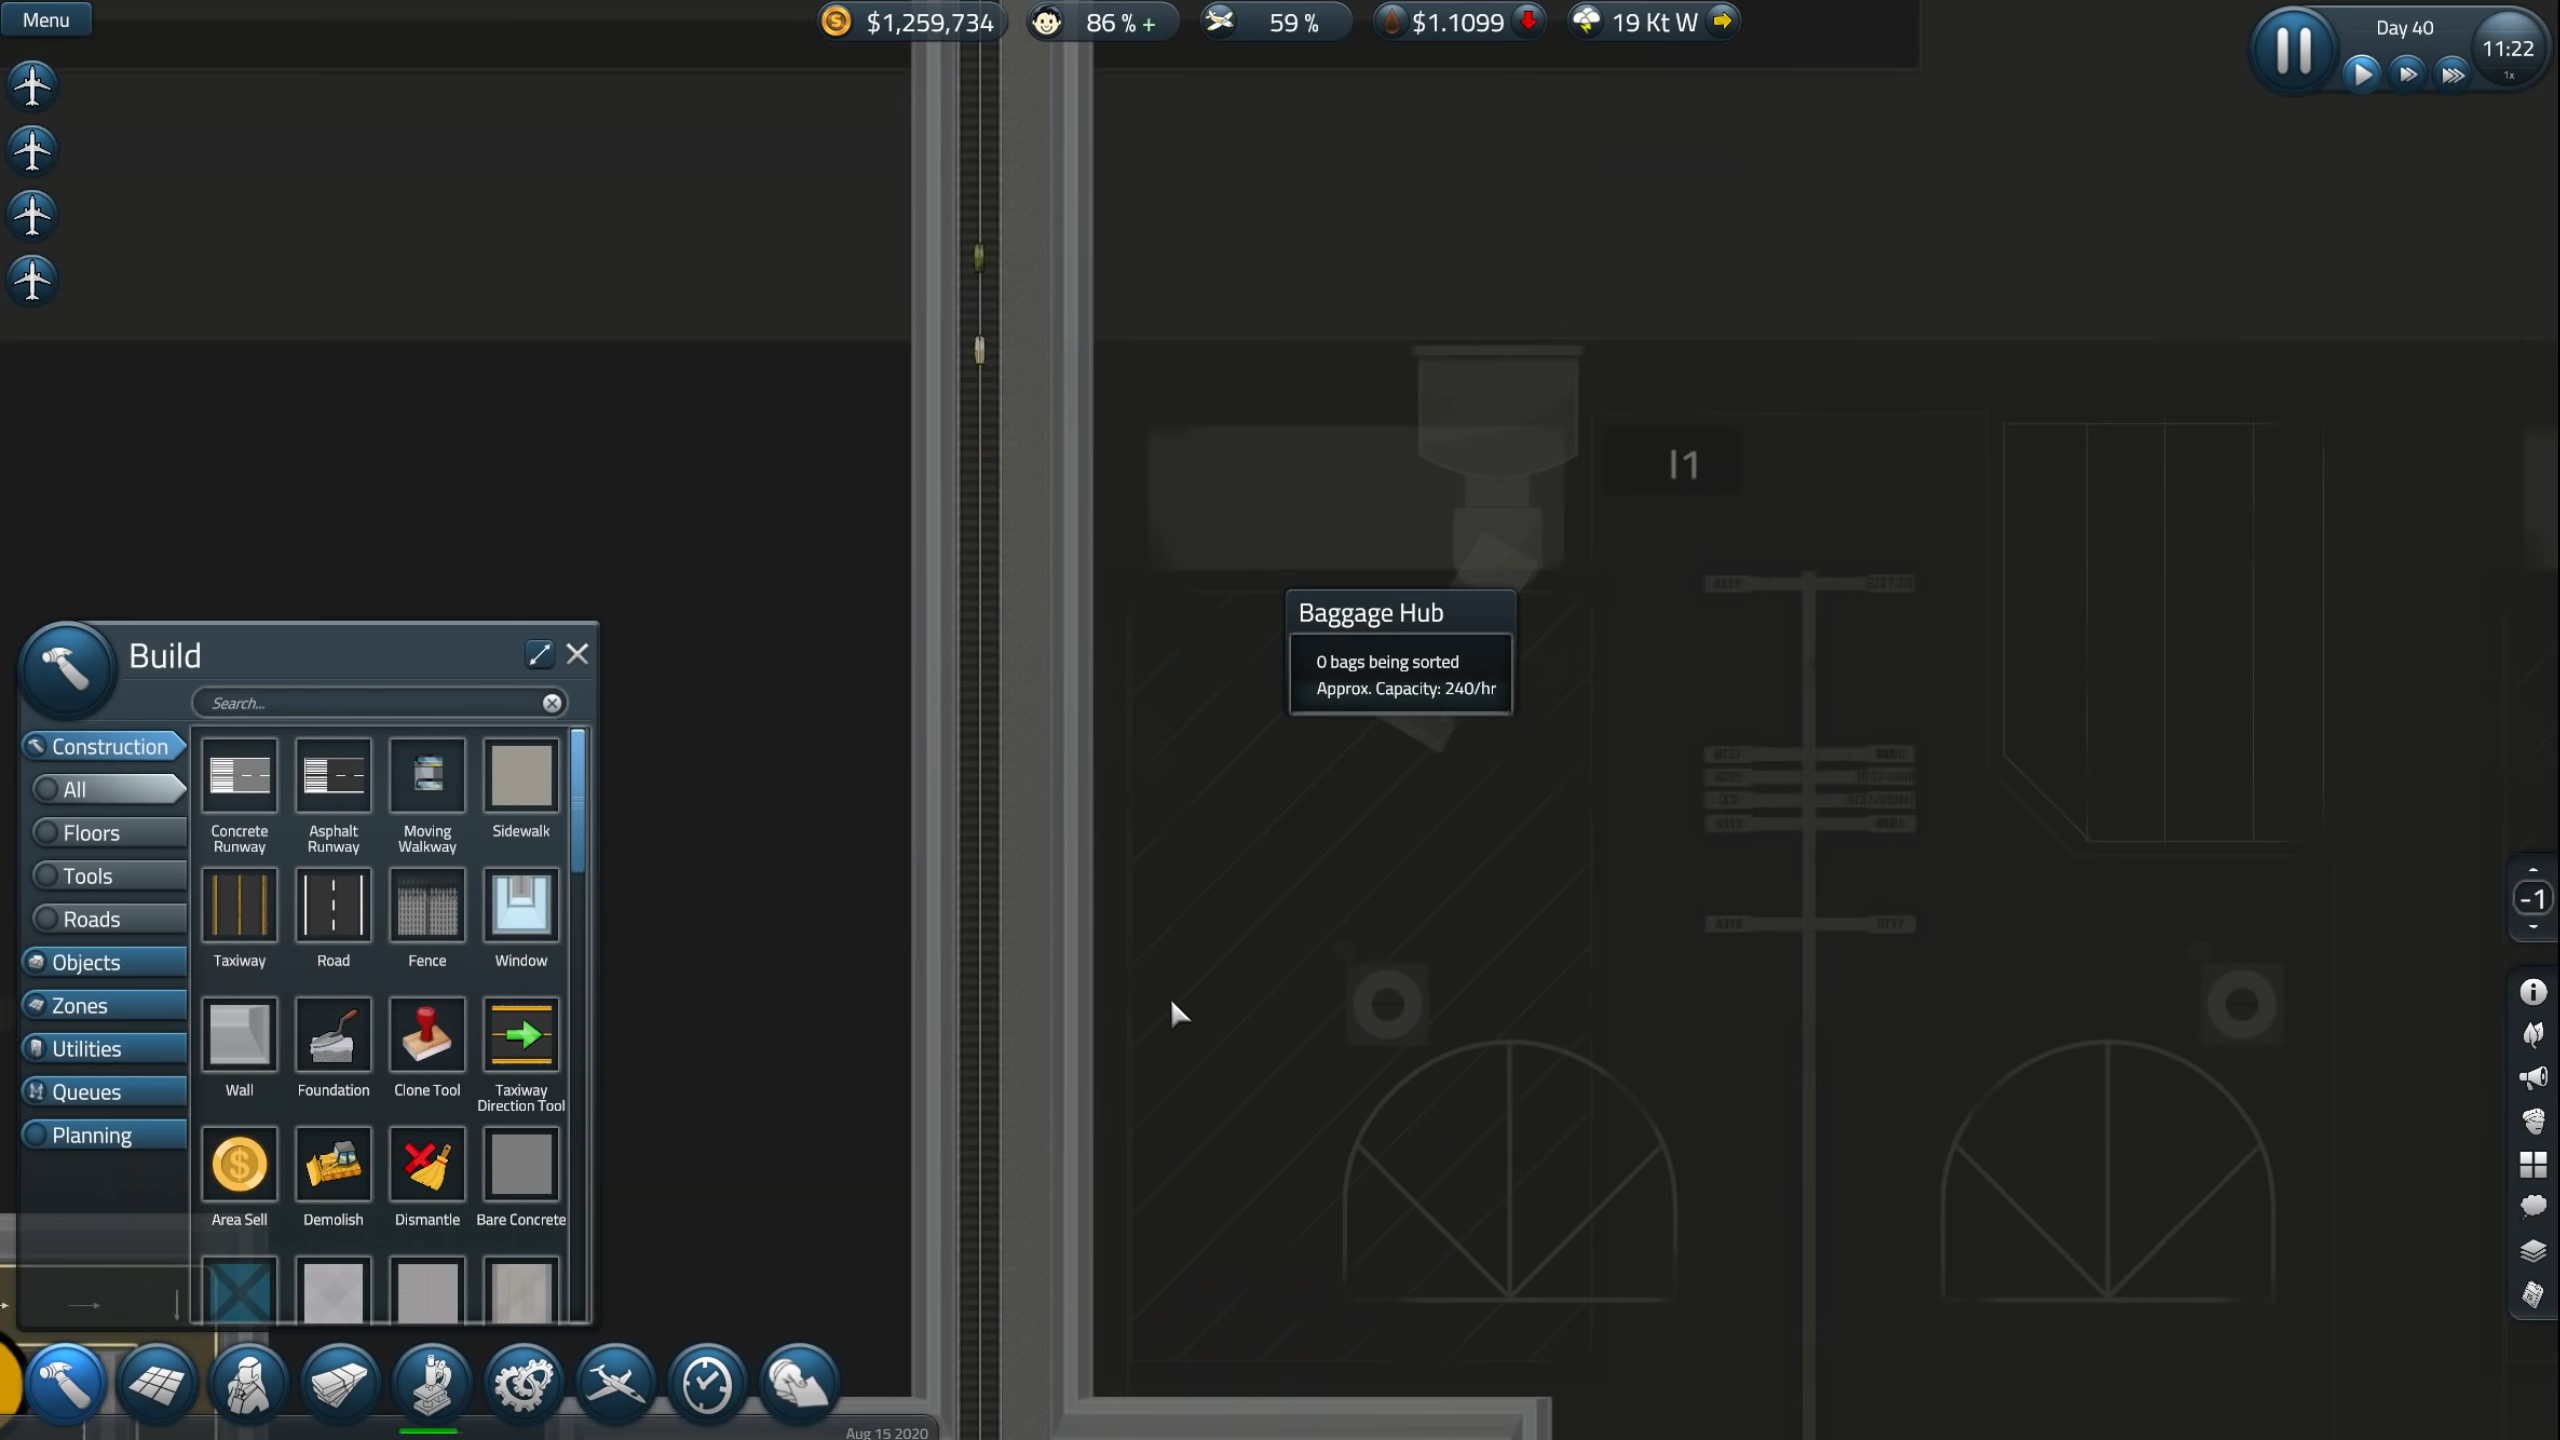 Menu
$1,259,734
86 % +
59 %
$1.1099
19 Kt W
Day 40
11:22
1x
I1
Baggage Hub
0 bags being sorted
Approx. Capacity: 240/hr
Build
Search...
Construction
All
Floors
Tools
Roads
Objects
Zones
Utilities
Queues
Planning
Concrete Runway
Asphalt Runway
Moving Walkway
Sidewalk
Taxiway
Road
Fence
Window
Wall
Foundation
Clone Tool
Taxiway Direction Tool
Area Sell
Demolish
Dismantle
Bare Concrete
-1
Aug 15 2020